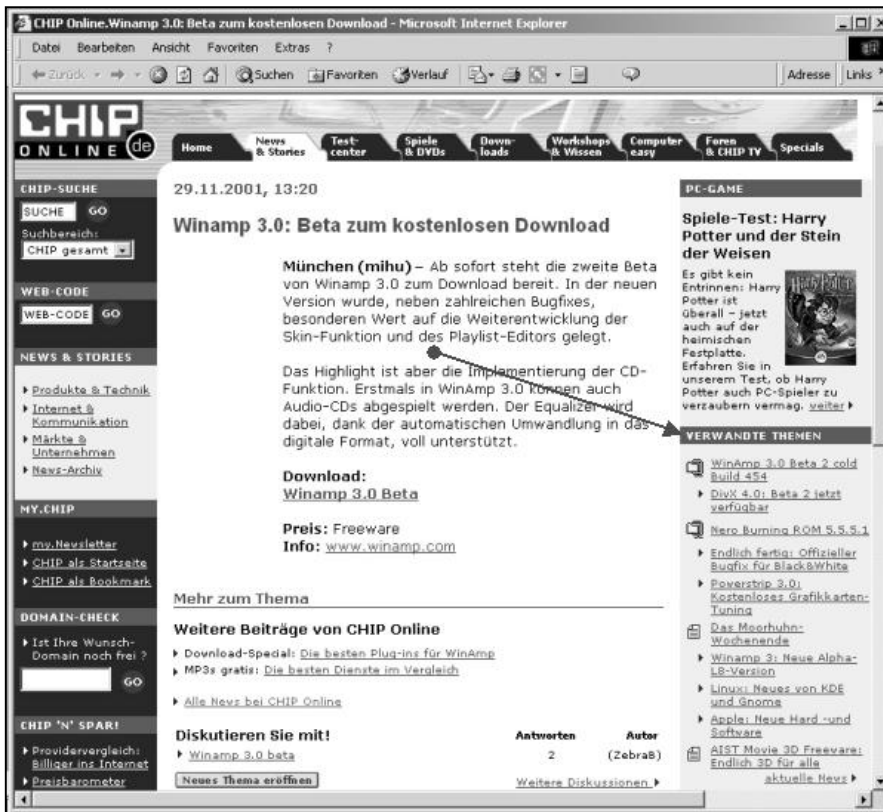 CHIP Online.Winamp 3.0: Beta zum kostenlosen Download - Microsoft Internet Explorer
Datei Bearbeiten Ansicht Favoriten Extras ?
Zurück Suchen Favoriten Verlauf Adresse Links
CHIP
ONLINE de
Home
News & Stories
Test-center
Spiele & DVDs
Down-loads
Workshops & Wissen
Computer easy
Foren & CHIP TV
Specials
CHIP-SUCHE
SUCHE GO
Suchbereich:
CHIP gesamt
WEB-CODE
WEB-CODE GO
NEWS & STORIES
Produkte & Technik
Internet &
Kommunikation
Märkte &
Unternehmen
News-Archiv
MY.CHIP
my.Newsletter
CHIP als Startseite
CHIP als Bookmark
DOMAIN-CHECK
Ist Ihre Wunsch-
Domain noch frei ?
GO
CHIP 'N' SPAR!
Providervergleich:
Billiger ins Internet
Preisbarometer
29.11.2001, 13:20
Winamp 3.0: Beta zum kostenlosen Download
München (mihu) – Ab sofort steht die zweite Beta
von Winamp 3.0 zum Download bereit. In der neuen
Version wurde, neben zahlreichen Bugfixes,
besonderen Wert auf die Weiterentwicklung der
Skin-Funktion und des Playlist-Editors gelegt.
Das Highlight ist aber die Implementierung der CD-
Funktion. Erstmals in WinAmp 3.0 können auch
Audio-CDs abgespielt werden. Der Equalizer wird
dabei, dank der automatischen Umwandlung in das
digitale Format, voll unterstützt.
Download:
Winamp 3.0 Beta
Preis: Freeware
Info: www.winamp.com
Mehr zum Thema
Weitere Beiträge von CHIP Online
Download-Special: Die besten Plug-ins für WinAmp
MP3s gratis: Die besten Dienste im Vergleich
Alle News bei CHIP Online
Diskutieren Sie mit! Antworten Autor
Winamp 3.0 beta 2 (ZebraB)
Neues Thema eröffnen Weitere Diskussionen
PC-GAME
Spiele-Test: Harry
Potter und der Stein
der Weisen
Es gibt kein
Entrinnen: Harry
Potter ist
überall – jetzt
auch auf der
heimischen
Festplatte.
Erfahren Sie in
unserem Test, ob Harry
Potter auch PC-Spieler zu
verzaubern vermag. weiter
Harry Potter
VERWANDTE THEMEN
WinAmp 3.0 Beta 2 cold
Build 454
DivX 4.0: Beta 2 jetzt
verfügbar
Nero Burning ROM 5.5.5.1
Endlich fertig: Offizieller
Bugfix für Black&White
Powerstrip 3.0:
Kostenloses Grafikkarten-
Tuning
Das Moorhuhn-
Wochenende
Winamp 3: Neue Alpha-
L8-Version
Linux: Neues von KDE
und Gnome
Apple: Neue Hard -und
Software
AIST Movie 3D Freeware:
Endlich 3D für alle
aktuelle News